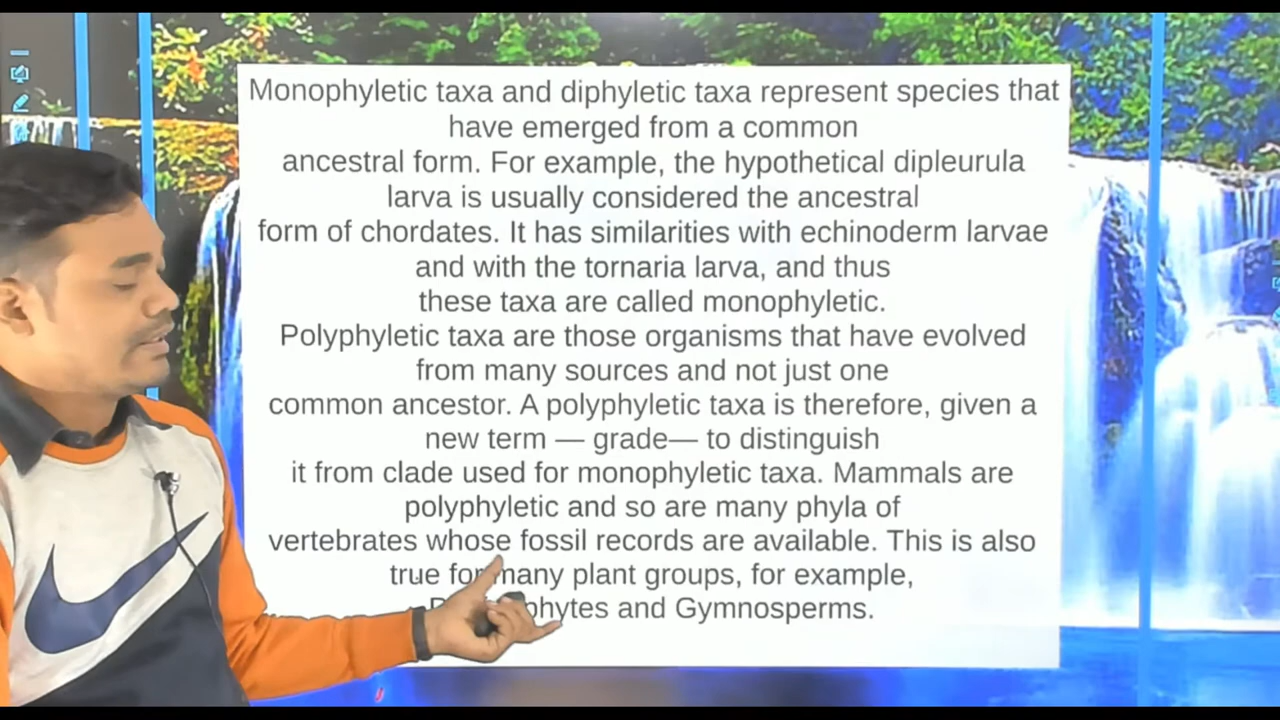 Monophyletic taxa and diphyletic taxa represent species that
have emerged from a common
ancestral form. For example, the hypothetical dipleurula
larva is usually considered the ancestral
form of chordates. It has similarities with echinoderm larvae
and with the tornaria larva, and thus
these taxa are called monophyletic.
Polyphyletic taxa are those organisms that have evolved
from many sources and not just one
common ancestor. A polyphyletic taxa is therefore, given a
new term — grade— to distinguish
it from clade used for monophyletic taxa. Mammals are
polyphyletic and so are many phyla of
vertebrates whose fossil records are available. This is also
true for many plant groups, for example,
and Gymnosperms.